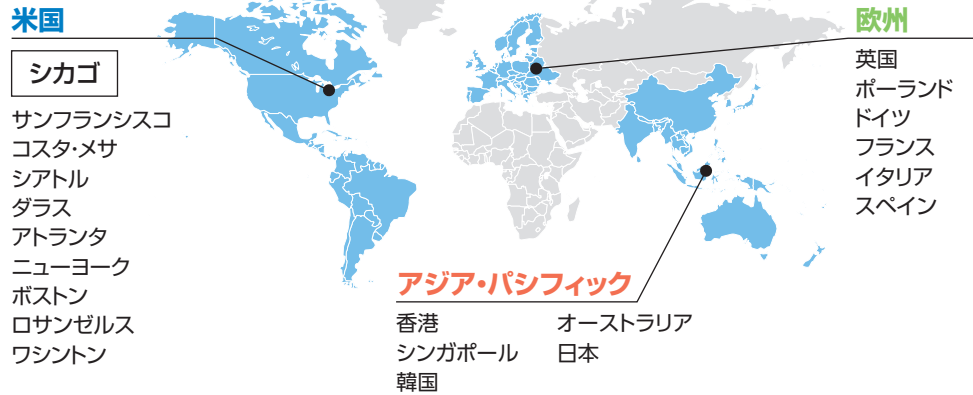 米国
シカゴ
サンフランシスコ
コスタ・メサ
シアトル
ダラス
アトランタ
ニューヨーク
ボストン
ロサンゼルス
ワシントン
欧州
英国
ポーランド
ドイツ
フランス
イタリア
スペイン
アジア・パシフィック
香港
シンガポール
韓国
オーストラリア
日本